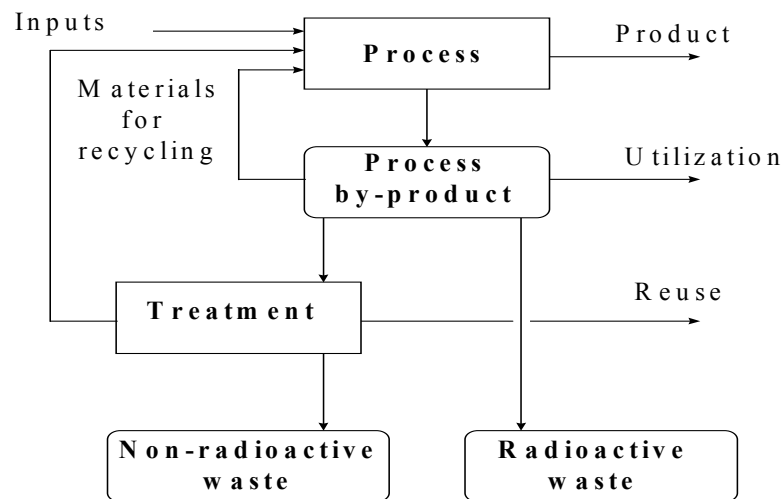 Inputs
Product
Process
Materials
for
recycling
Process
by-product
Utilization
Treatment
Reuse
Non-radioactive
waste
Radioactive
waste